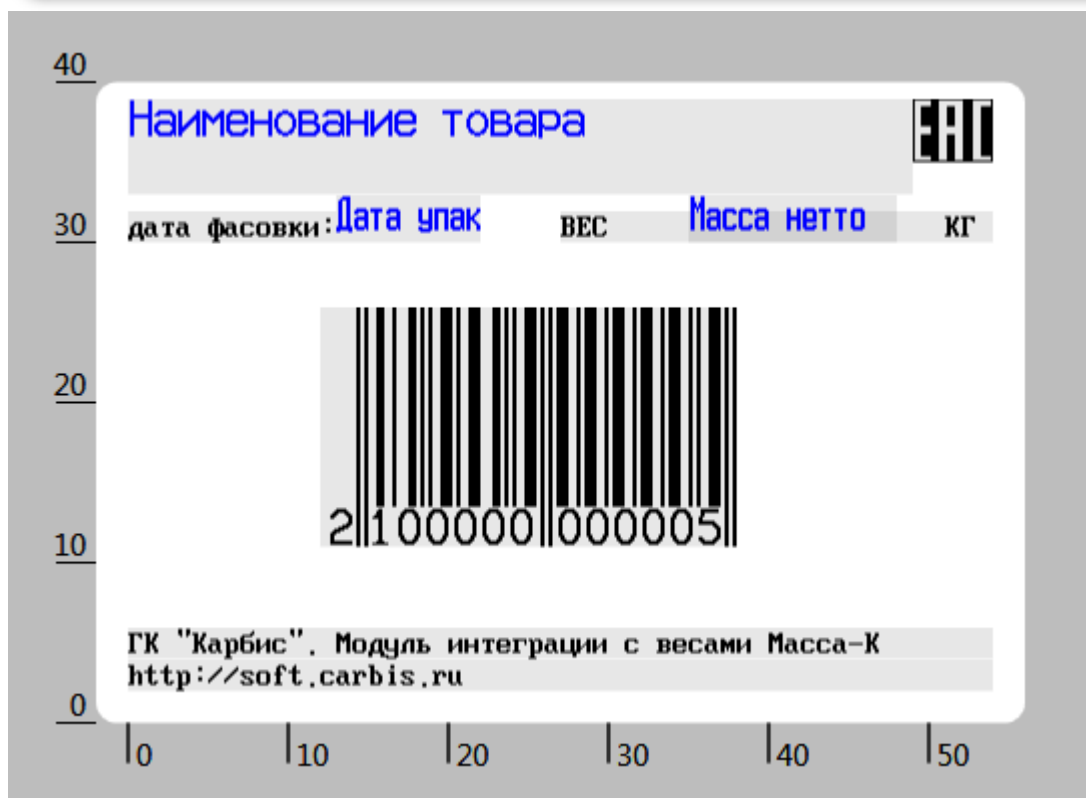 40
Наименование товара
EAC
30
дата фасовки: Дата упак ВЕС Масса нетто КГ
20
2 100000 000005
10
ГК "Карбис". Модуль интеграции с весами Масса-К
http://soft.carbis.ru
0
0 10 20 30 40 50